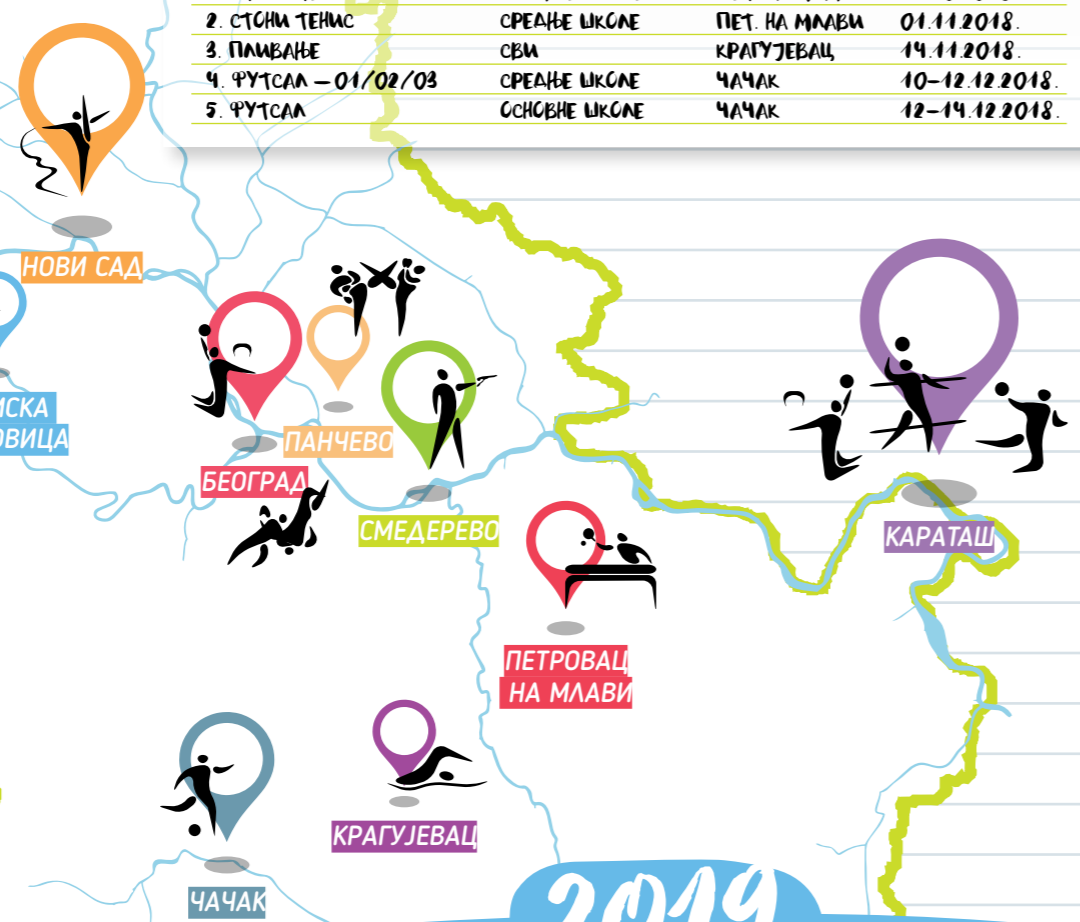 2. СТОНИ ТЕНИС СРЕДЊЕ ШКОЛЕ ПЕТ. НА МЛАВИ 01.11.2018.
3. ПЛИВАЊЕ СВИ КРАГУЈЕВАЦ 14.11.2018.
4. ФУТСАЛ – 01/02/03 СРЕДЊЕ ШКОЛЕ ЧАЧАК 10–12.12.2018.
5. ФУТСАЛ ОСНОВНЕ ШКОЛЕ ЧАЧАК 12–14.12.2018.
НОВИ САД
ПАНЧЕВО
БЕОГРАД
СМЕДЕРЕВО
КАРАТАШ
ПЕТРОВАЦ
НА МЛАВИ
КРАГУЈЕВАЦ
ЧАЧАК
2019